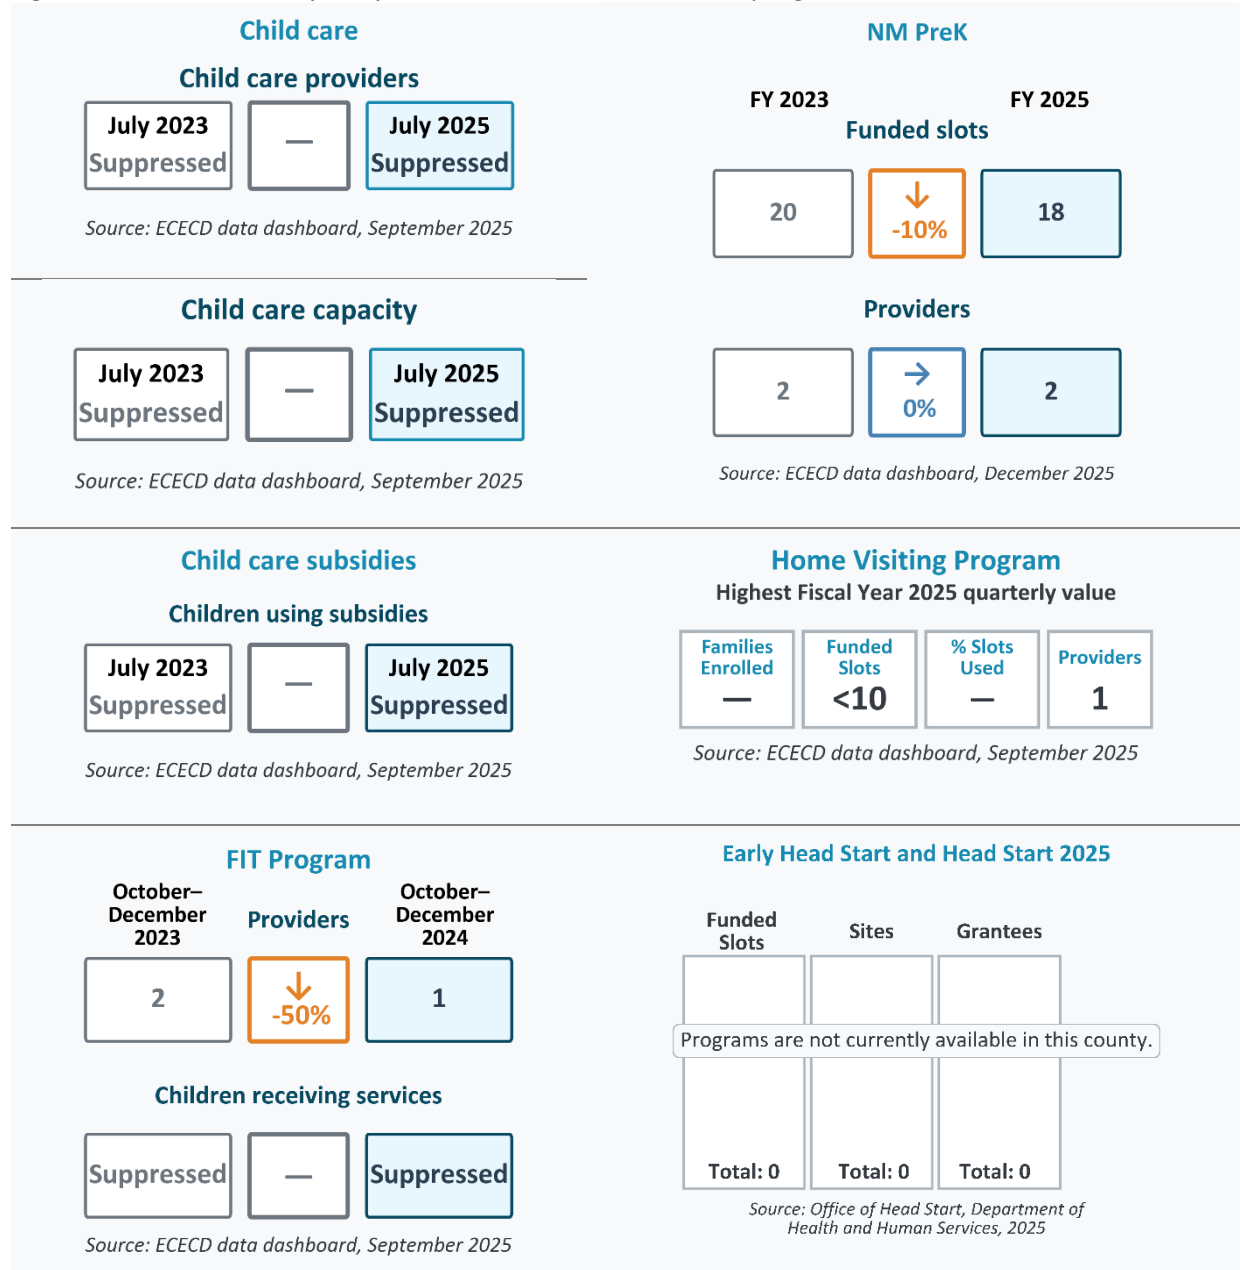 Child care
Child care providers
July 2023
Suppressed
—
July 2025
Suppressed
Source: ECECD data dashboard, September 2025
Child care capacity
July 2023
Suppressed
—
July 2025
Suppressed
Source: ECECD data dashboard, September 2025
NM PreK
FY 2023
FY 2025
Funded slots
20
↓
-10%
18
Providers
2
→
0%
2
Source: ECECD data dashboard, December 2025
Child care subsidies
Children using subsidies
July 2023
Suppressed
—
July 2025
Suppressed
Source: ECECD data dashboard, September 2025
Home Visiting Program
Highest Fiscal Year 2025 quarterly value
Families
Enrolled
—
Funded
Slots
<10
% Slots
Used
—
Providers
1
Source: ECECD data dashboard, September 2025
FIT Program
October–
December
2023
Providers
October–
December
2024
2
↓
-50%
1
Children receiving services
Suppressed
—
Suppressed
Source: ECECD data dashboard, September 2025
Early Head Start and Head Start 2025
Funded
Slots
Sites
Grantees
Programs are not currently available in this county.
Total: 0
Total: 0
Total: 0
Source: Office of Head Start, Department of
Health and Human Services, 2025